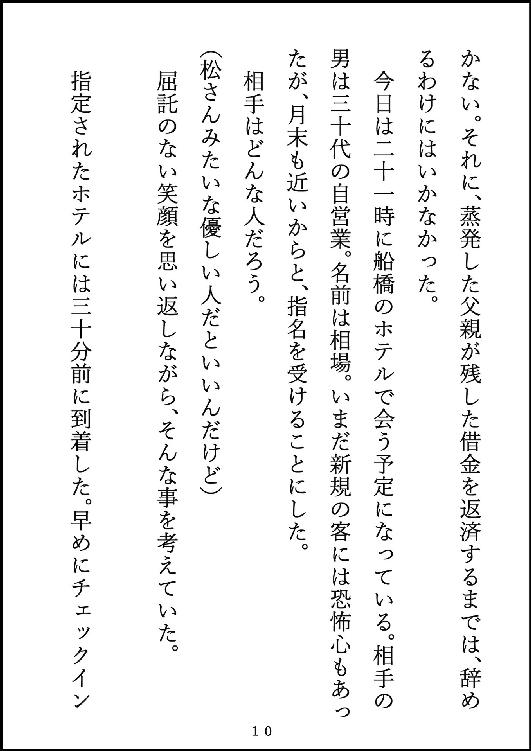 かない。それに、蒸発した父親が残した借金を返済するまでは、辞め
るわけにはいかなかった。
今日は二十一時に船橋のホテルで会う予定になっている。相手の
男は三十代の自営業。名前は相場。いまだ新規の客には恐怖心もあっ
たが、月末も近いからと、指名を受けることにした。
相手はどんな人だろう。
(松さんみたいな優しい人だといいんだけど)
屈託のない笑顔を思い返しながら、そんな事を考えていた。
指定されたホテルには三十分前に到着した。早めにチェックイン
10